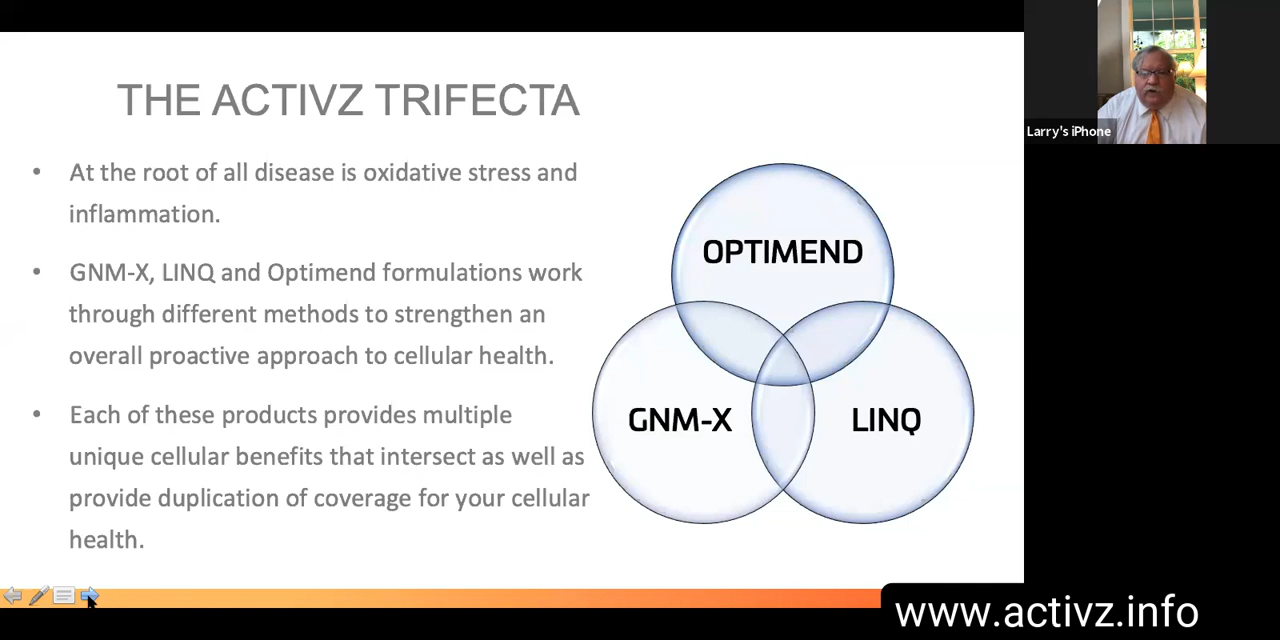 THE ACTIVZ TRIFECTA
• At the root of all disease is oxidative stress and
inflammation.
• GNM-X, LINQ and Optimend formulations work
through different methods to strengthen an
overall proactive approach to cellular health.
• Each of these products provides multiple
unique cellular benefits that intersect as well as
provide duplication of coverage for your cellular
health.
OPTIMEND
GNM-X
LINQ
Larry's iPhone
www.activz.info